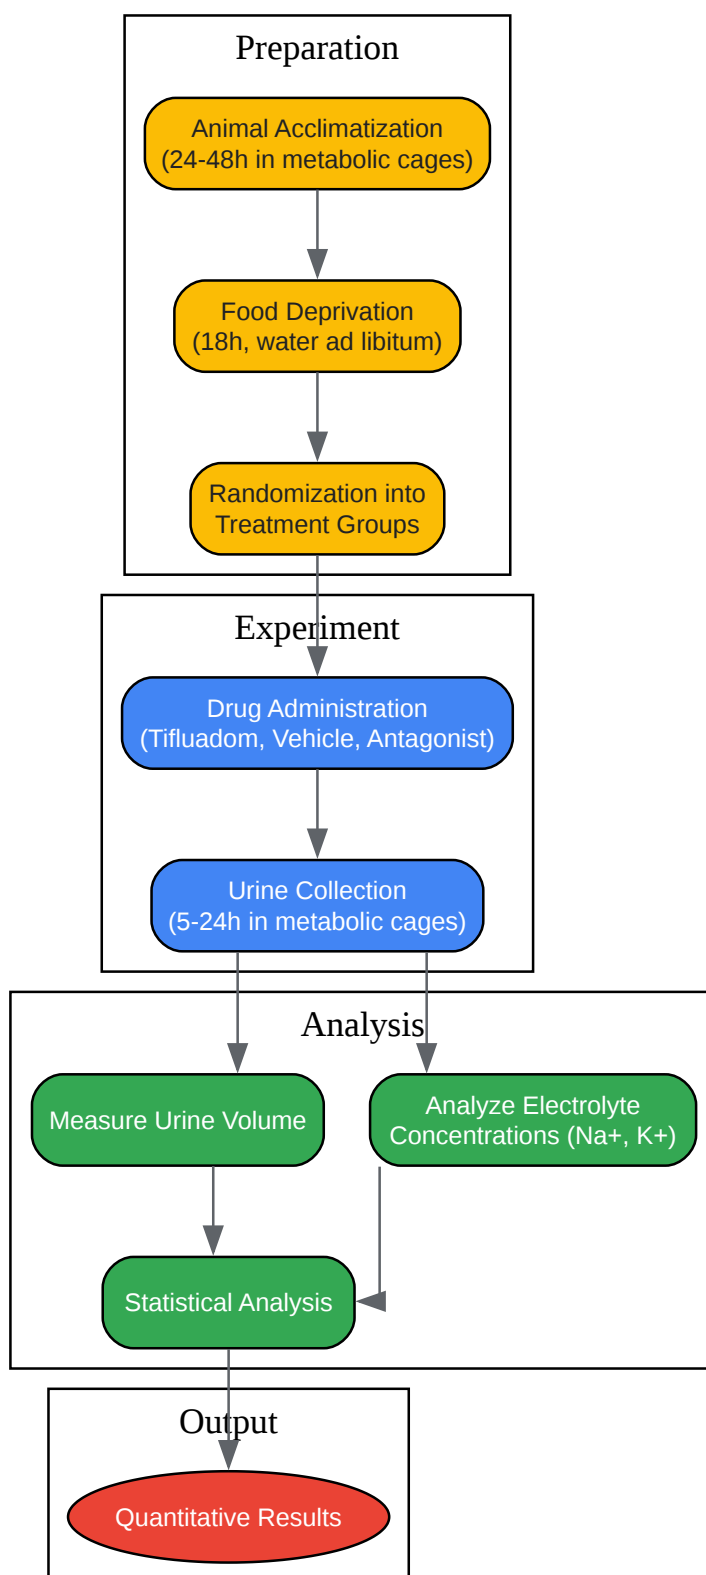 Preparation
Animal Acclimatization
(24-48h in metabolic cages)
Food Deprivation
(18h, water ad libitum)
Randomization into
Treatment Groups
Experiment
Drug Administration
(Tifluadom, Vehicle, Antagonist)
Urine Collection
(5-24h in metabolic cages)
Analysis
Measure Urine Volume
Analyze Electrolyte
Concentrations (Na+, K+)
Statistical Analysis
Output
Quantitative Results